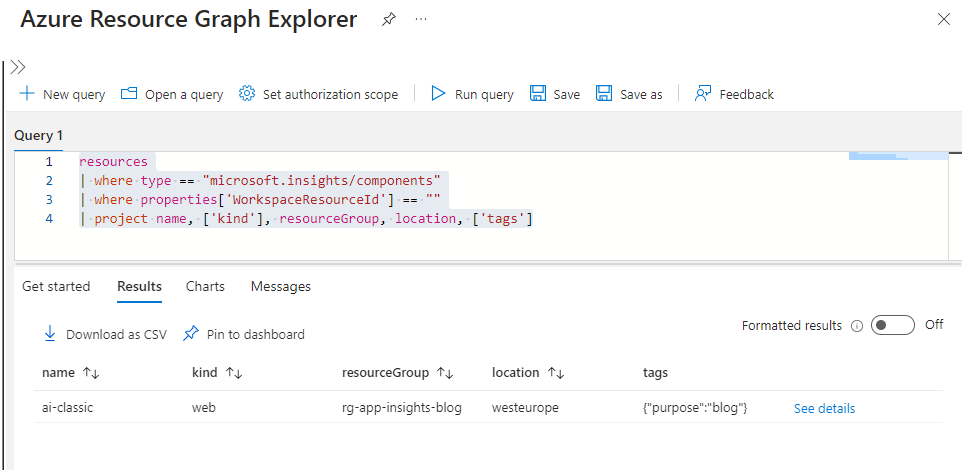 Azure Resource Graph Explorer
New query Open a query Set authorization scope Run query Save Save as Feedback
Query 1
1 resources
2 | where type == "microsoft.insights/components"
3 | where properties['WorkspaceResourceId'] == ""
4 | project name, ['kind'], resourceGroup, location, ['tags']
Get started Results Charts Messages
Download as CSV Pin to dashboard Formatted results Off
name kind resourceGroup location tags
ai-classic web rg-app-insights-blog westeurope {"purpose":"blog"} See details